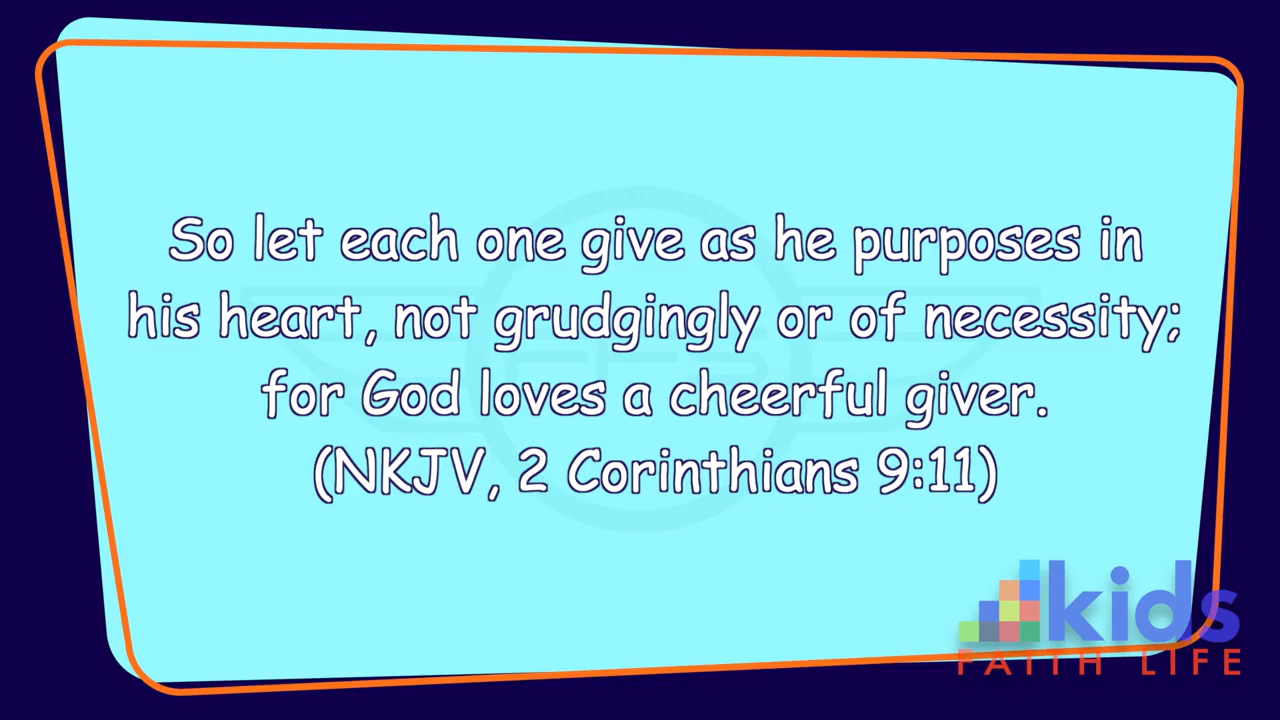 So let each one give as he purposes in
his heart, not grudgingly or of necessity;
for God loves a cheerful giver.
(NKJV, 2 Corinthians 9:11)
kids
FAITH LIFE